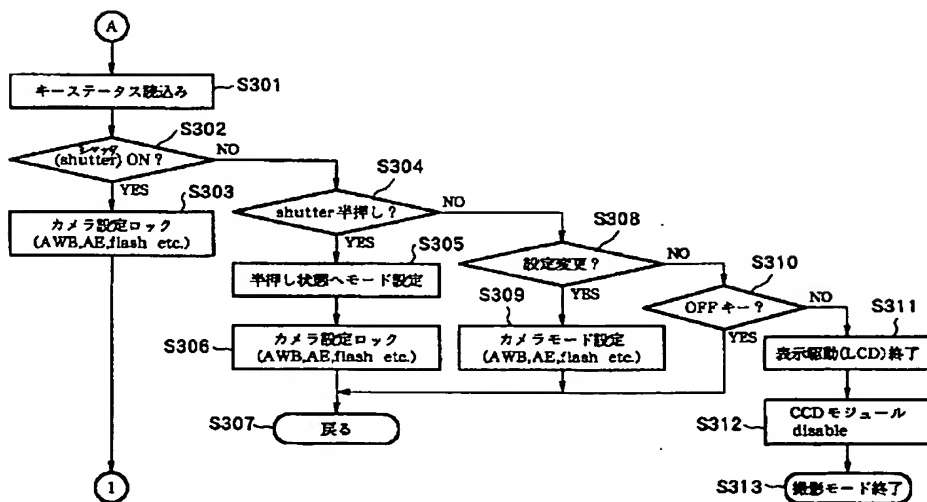 A
キーステータス読込み
S301
シャッタ
(shutter) ON ?
S302
NO
YES
カメラ設定ロック
(AWB,AE,flash etc.)
S303
shutter 半押し ?
S304
NO
YES
半押し状態へモード設定
S305
カメラ設定ロック
(AWB,AE,flash etc.)
S306
戻る
S307
設定変更 ?
S308
NO
YES
カメラモード設定
(AWB,AE,flash etc.)
S309
OFF キー ?
S310
NO
YES
表示駆動(LCD)終了
S311
CCD モジュール
disable
S312
撮影モード終了
S313
1